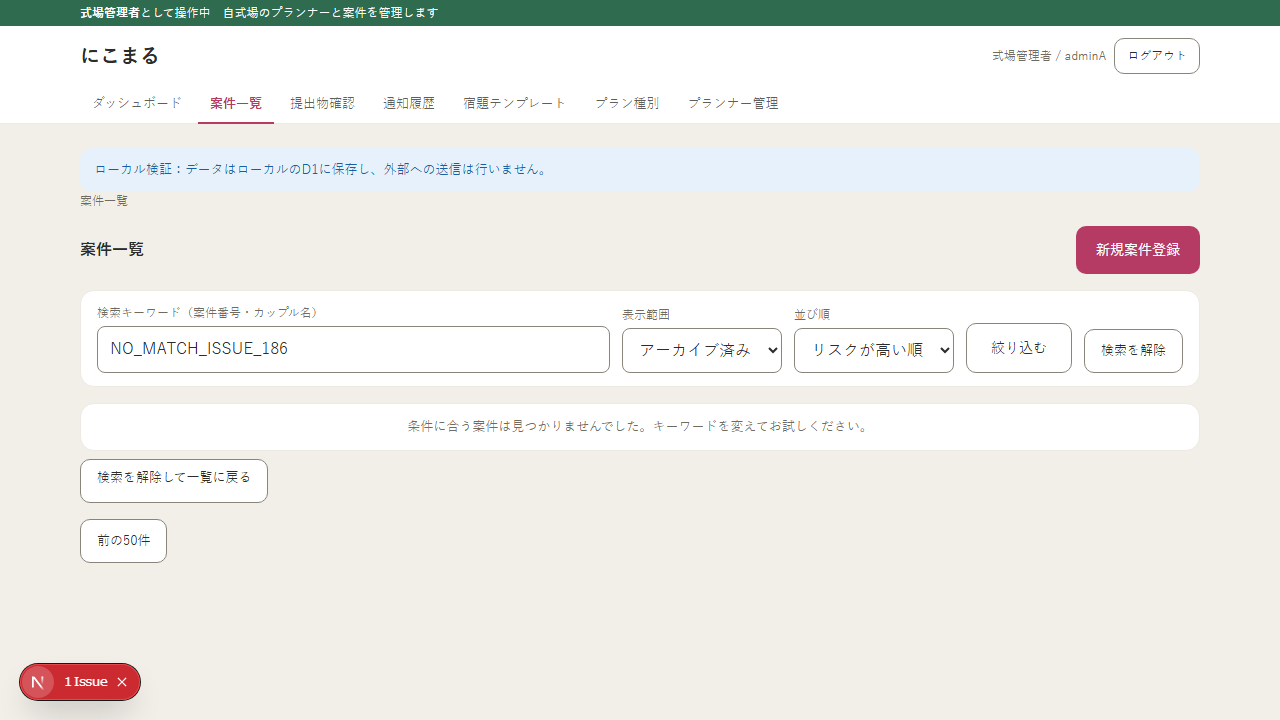 式場管理者として操作中 自式場のプランナーと案件を管理します
にこまる
式場管理者 / adminA
ログアウト
ダッシュボード 案件一覧 提出物確認 通知履歴 宿題テンプレート プラン種別 プランナー管理
ローカル検証：データはローカルのD1に保存し、外部への送信は行いません。
案件一覧
案件一覧
新規案件登録
検索キーワード（案件番号・カップル名）
表示範囲
並び順
NO_MATCH_ISSUE_186
アーカイブ済み
リスクが高い順
絞り込む
検索を解除
条件に合う案件は見つかりませんでした。キーワードを変えてお試しください。
検索を解除して一覧に戻る
前の50件
N 1 Issue